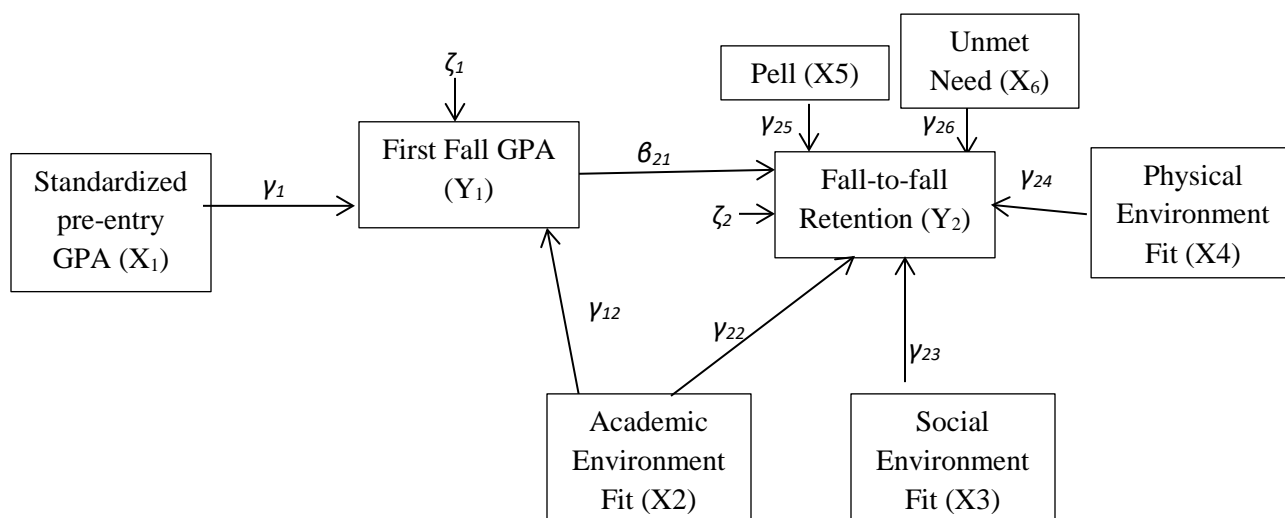 Standardized
pre-entry
GPA (X₁)
γ₁
ζ₁
First Fall GPA
(Y₁)
β₂₁
Pell (X5)
γ₂₅
Unmet
Need (X₆)
γ₂₆
Fall-to-fall
Retention (Y₂)
ζ₂
γ₂₄
Physical
Environment
Fit (X4)
γ₁₂
γ₂₂
γ₂₃
Academic
Environment
Fit (X2)
Social
Environment
Fit (X3)